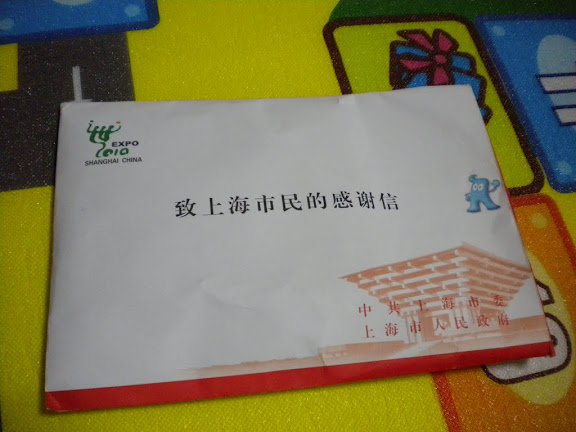 EXPO
2010
SHANGHAI CHINA
致上海市民的感谢信
中共上海市委
上海市人民政府